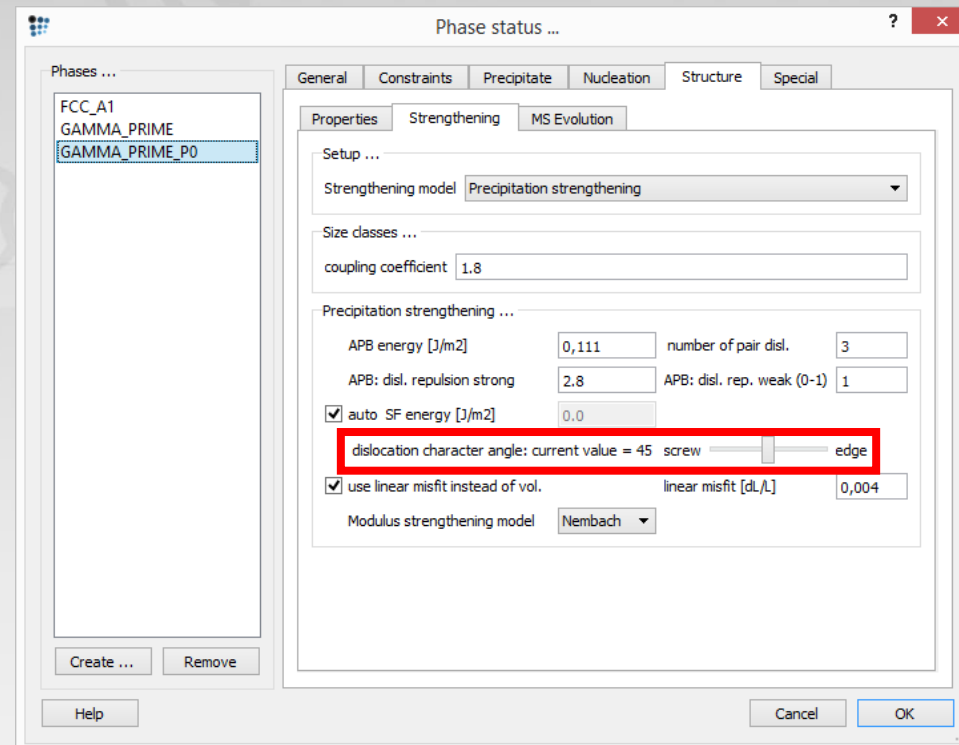 Phase status ...
?
Phases ...
FCC_A1
GAMMA_PRIME
GAMMA_PRIME_P0
Create ...
Remove
General
Constraints
Precipitate
Nucleation
Structure
Special
Properties
Strengthening
MS Evolution
Setup ...
Strengthening model
Precipitation strengthening
Size classes ...
coupling coefficient
1.8
Precipitation strengthening ...
APB energy [J/m2]
0,111
number of pair disl.
3
APB: disl. repulsion strong
2.8
APB: disl. rep. weak (0-1)
1
auto SF energy [J/m2]
0.0
dislocation character angle: current value = 45
screw
edge
use linear misfit instead of vol.
linear misfit [dL/L]
0,004
Modulus strengthening model
Nembach
Help
Cancel
OK